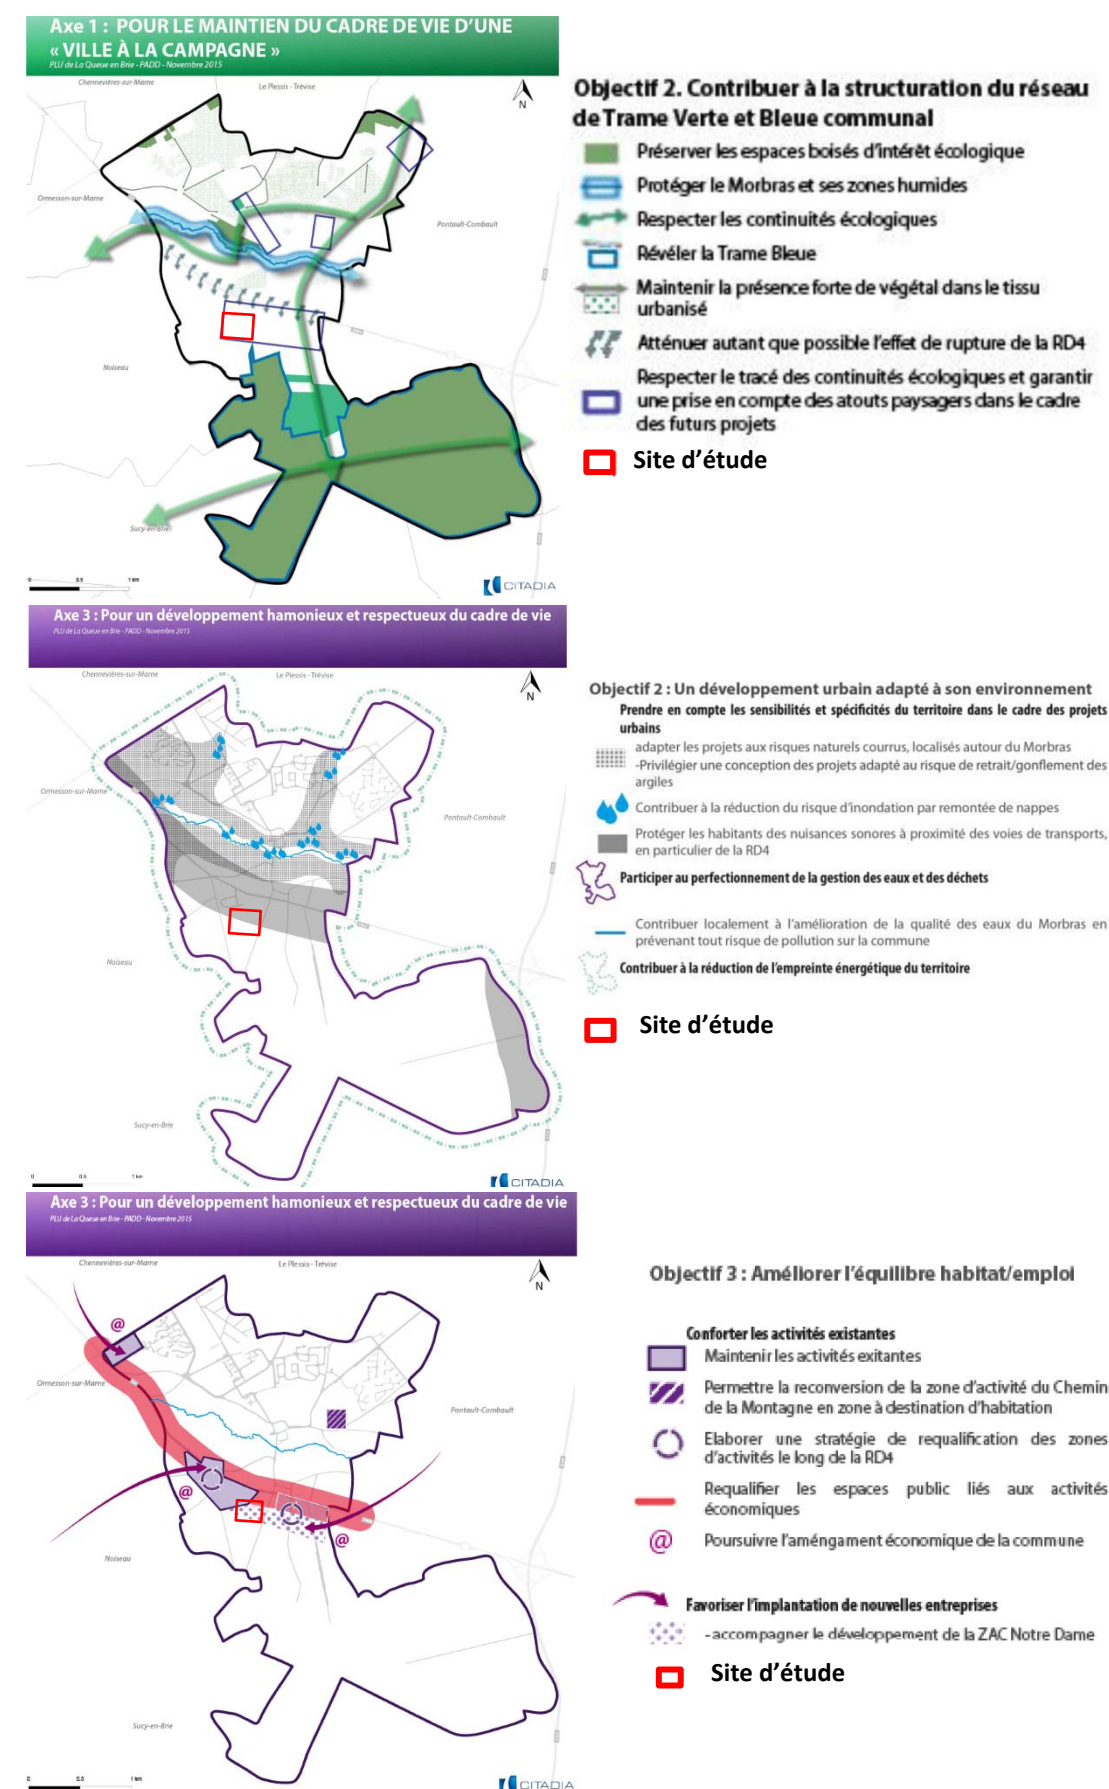 Axe 1 : POUR LE MAINTIEN DU CADRE DE VIE D'UNE
« VILLE À LA CAMPAGNE »
PLU de La Queue en Brie - PADD - Novembre 2015
Chennevières-sur-Marne
Le Plessis - Trévise
N
Ormesson-sur-Marne
Pontault-Combault
Noiseau
Sucy-en-Brie
0
0.5
1 km
CITADIA
Objectif 2. Contribuer à la structuration du réseau
de Trame Verte et Bleue communal
Préserver les espaces boisés d'intérêt écologique
Protéger le Morbras et ses zones humides
Respecter les continuités écologiques
Révéler la Trame Bleue
Maintenir la présence forte de végétal dans le tissu
urbanisé
Atténuer autant que possible l'effet de rupture de la RD4
Respecter le tracé des continuités écologiques et garantir
une prise en compte des atouts paysagers dans le cadre
des futurs projets
Site d'étude
Axe 3 : Pour un développement hamonieux et respectueux du cadre de vie
PLU de La Queue en Brie - PADD - Novembre 2015
Chennevières-sur-Marne
Le Plessis - Trévise
N
Ormesson-sur-Marne
Pontault-Combault
Noiseau
Sucy-en-Brie
0
0.5
1 km
CITADIA
Objectif 2 : Un développement urbain adapté à son environnement
Prendre en compte les sensibilités et spécificités du territoire dans le cadre des projets
urbains
adapter les projets aux risques naturels courrus, localisés autour du Morbras
-Privilégier une conception des projets adapté au risque de retrait/gonflement des
argiles
Contribuer à la réduction du risque d'inondation par remontée de nappes
Protéger les habitants des nuisances sonores à proximité des voies de transports,
en particulier de la RD4
Participer au perfectionnement de la gestion des eaux et des déchets
Contribuer localement à l'amélioration de la qualité des eaux du Morbras en
prévenant tout risque de pollution sur la commune
Contribuer à la réduction de l'empreinte énergétique du territoire
Site d'étude
Axe 3 : Pour un développement hamonieux et respectueux du cadre de vie
PLU de La Queue en Brie - PADD - Novembre 2015
Chennevières-sur-Marne
Le Plessis - Trévise
N
@
Ormesson-sur-Marne
Pontault-Combault
@
@
Noiseau
Sucy-en-Brie
0
0.5
1 km
CITADIA
Objectif 3 : Améliorer l'équilibre habitat/emploi
Conforter les activités existantes
Maintenir les activités exitantes
Permettre la reconversion de la zone d'activité du Chemin
de la Montagne en zone à destination d'habitation
Elaborer une stratégie de requalification des zones
d'activités le long de la RD4
Requalifier les espaces public liés aux activités
économiques
@ Poursuivre l'améngament économique de la commune
Favoriser l'implantation de nouvelles entreprises
-accompagner le développement de la ZAC Notre Dame
Site d'étude